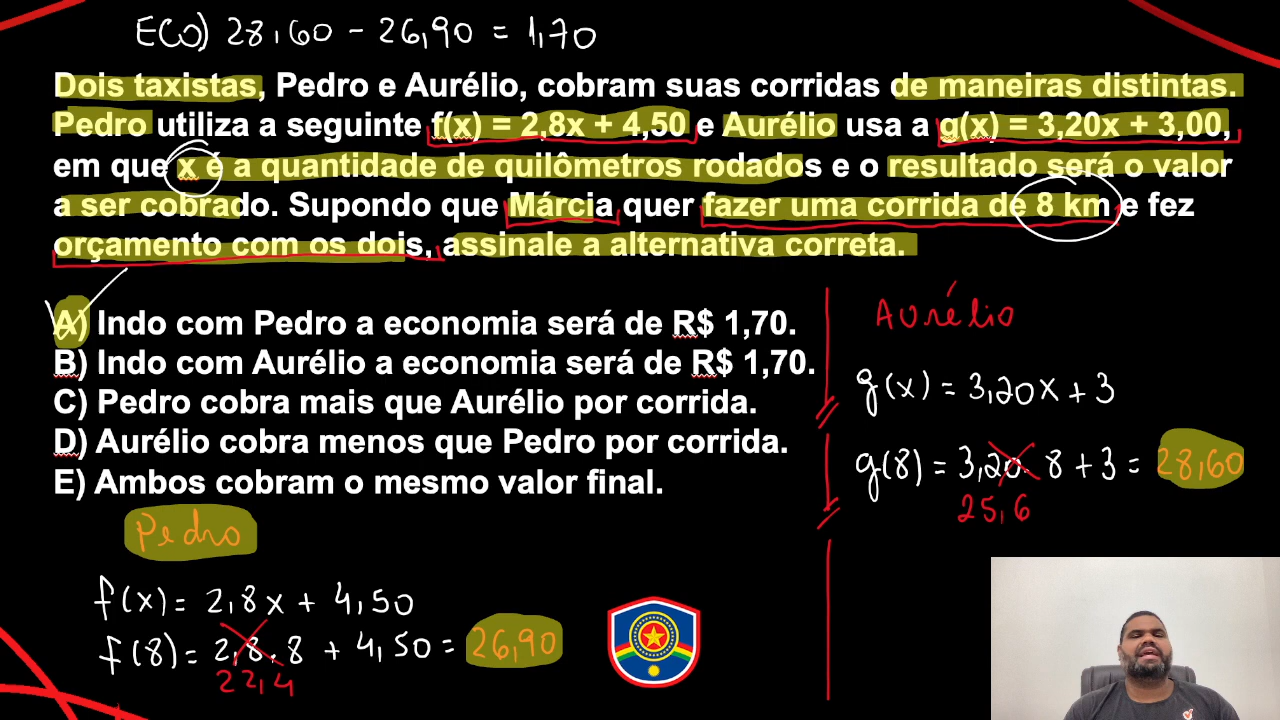 ECO) 28,60 - 26,90 = 1,70
Dois taxistas, Pedro e Aurélio, cobram suas corridas de maneiras distintas.
Pedro utiliza a seguinte f(x) = 2,8x + 4,50 e Aurélio usa a g(x) = 3,20x + 3,00,
em que x é a quantidade de quilômetros rodados e o resultado será o valor
a ser cobrado. Supondo que Márcia quer fazer uma corrida de 8 km e fez
orçamento com os dois, assinale a alternativa correta.
A) Indo com Pedro a economia será de R$ 1,70.
B) Indo com Aurélio a economia será de R$ 1,70.
C) Pedro cobra mais que Aurélio por corrida.
D) Aurélio cobra menos que Pedro por corrida.
E) Ambos cobram o mesmo valor final.
Aurélio
g(x) = 3,20x + 3
g(8) = 3,20. 8 + 3 = 28,60
25,6
Pedro
f(x) = 2,8x + 4,50
f(8) = 2,8.8 + 4,50 = 26,90
22,4